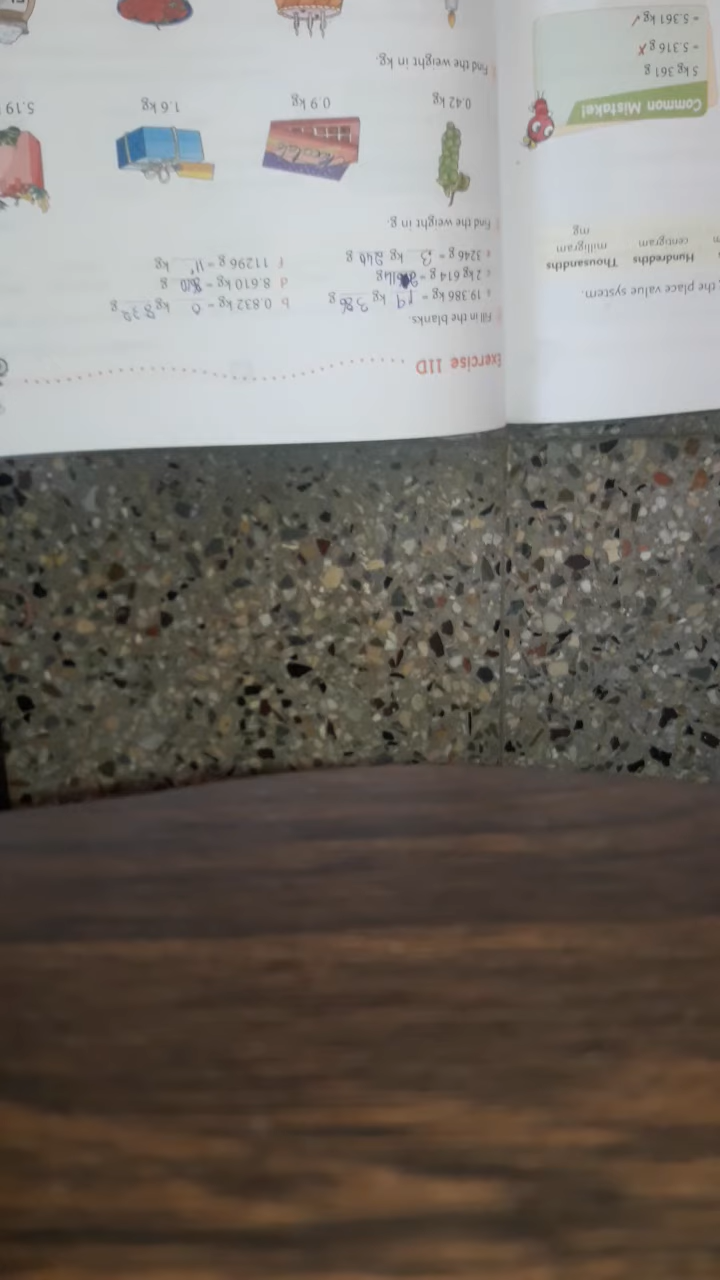 the place value system.
Hundredths Thousandths
centigram milligram
mg
Common Mistake!
5 kg 361 g
= 5.316 g ✗
= 5.361 kg ✓
Exercise 11D
Fill in the blanks.
a 19.386 kg = 19 kg 386 g
b 0.832 kg = 0 kg 832 g
c 2 kg 614 g = g
d 8.610 kg = 8610 g
e 3246 g = 3 kg 246 g
f 11296 g = 11. kg
Find the weight in g.
Chocolate
0.42 kg 0.9 kg 1.6 kg 5.19
Find the weight in kg.